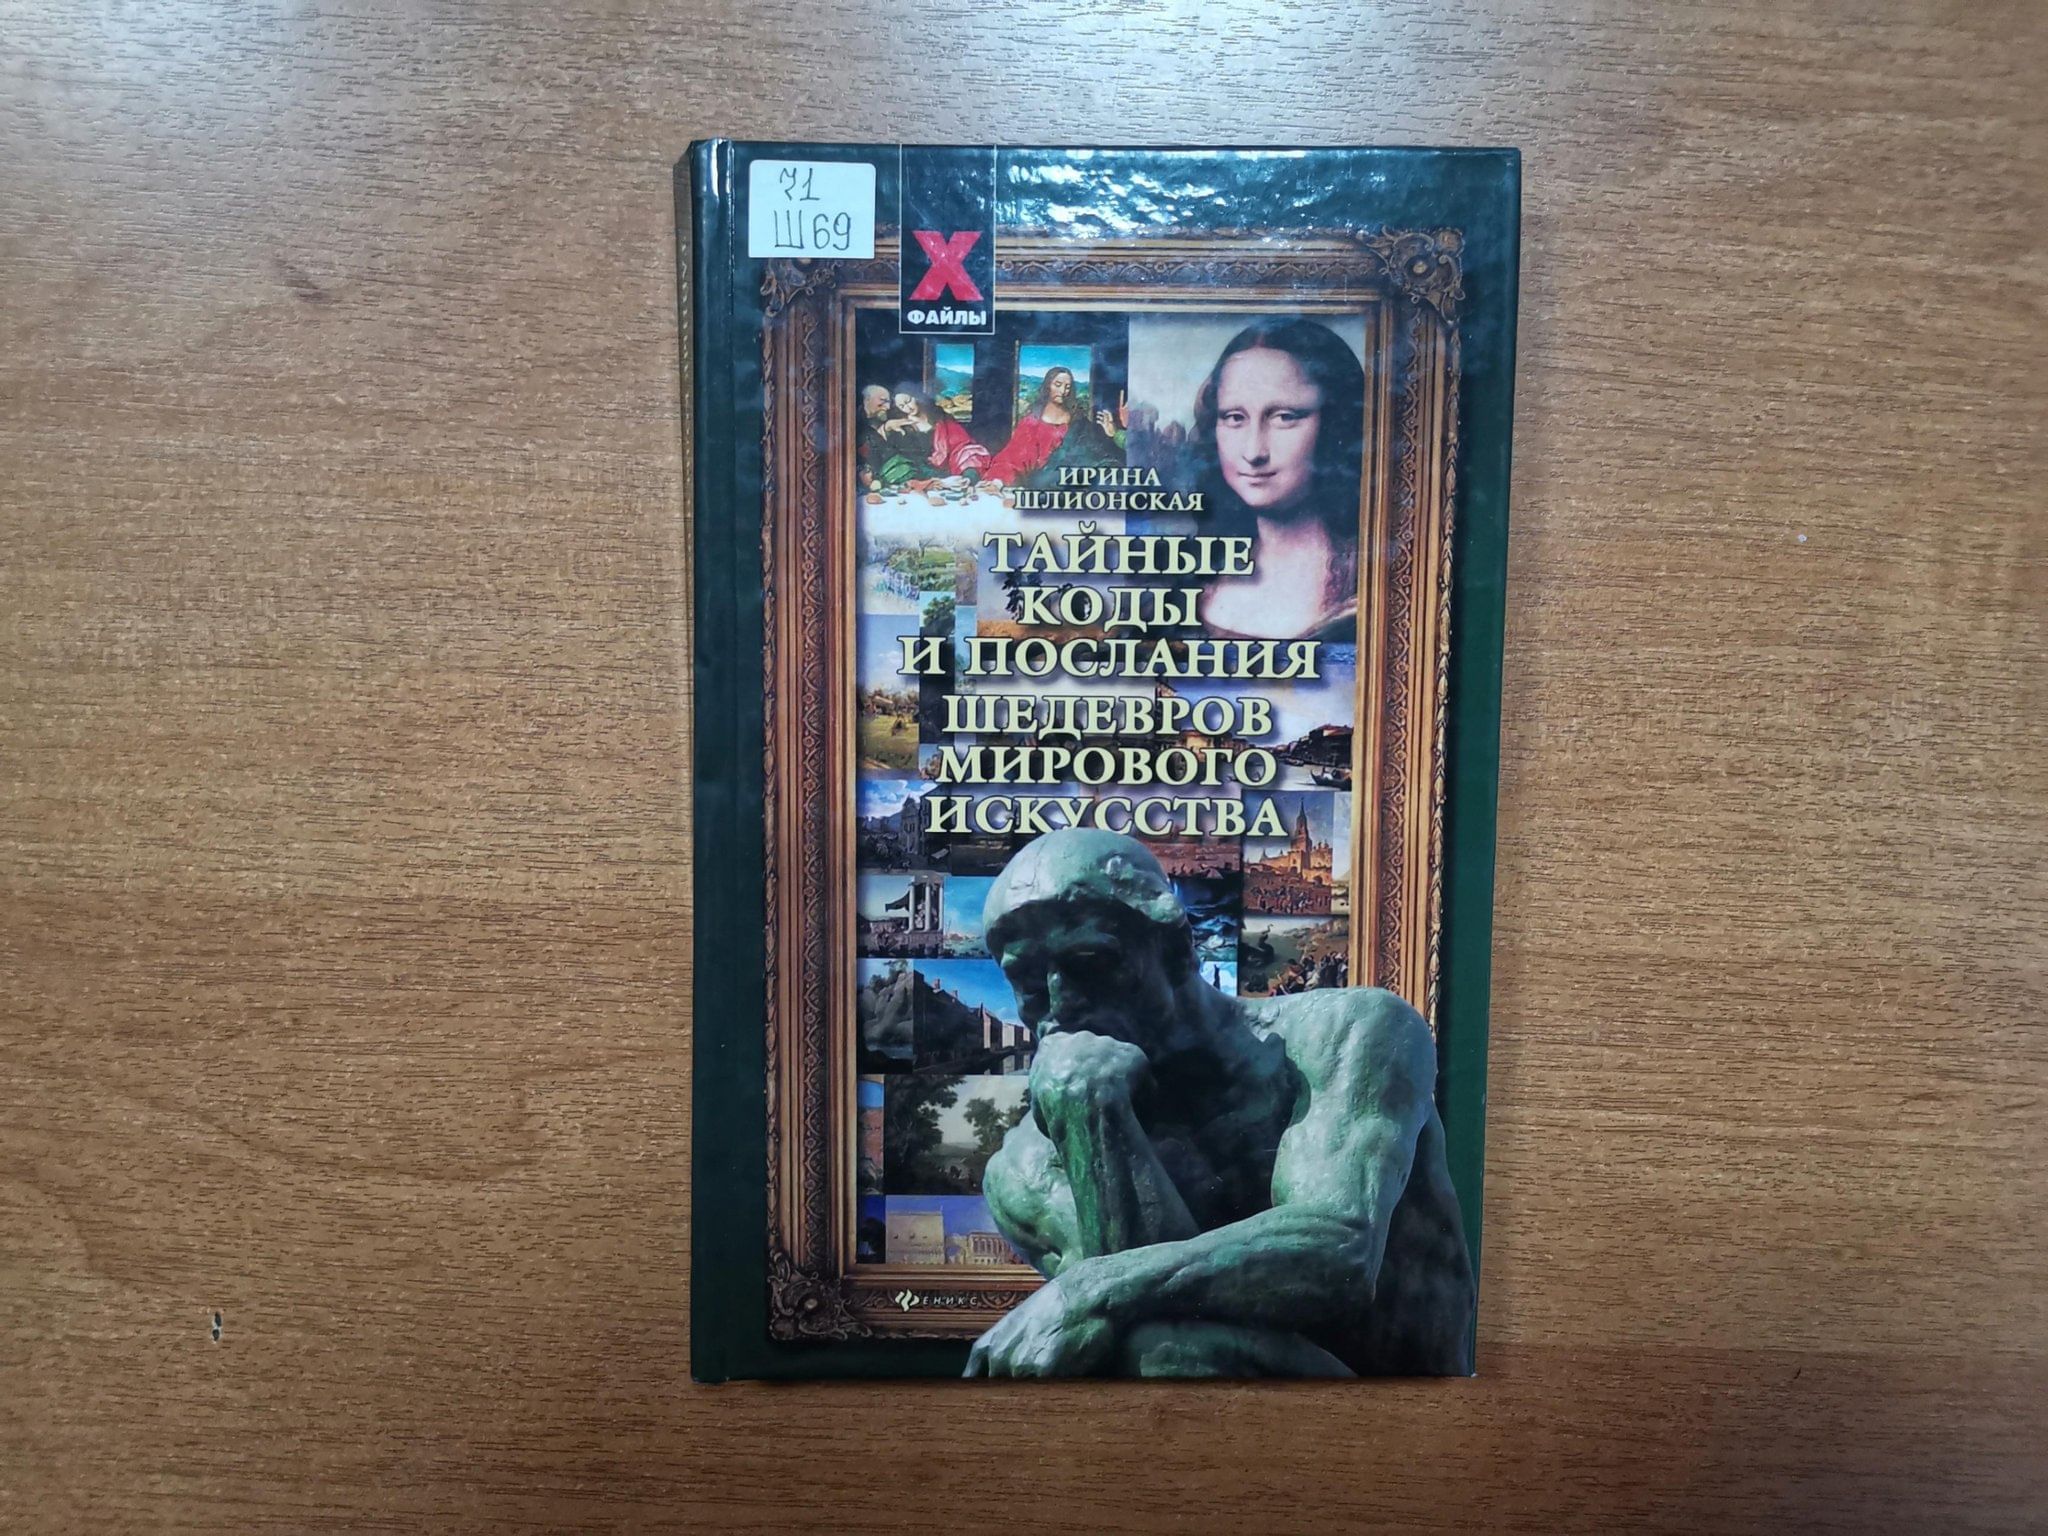 71
Ш69
Х
ФАЙЛЫ
ИРИНА
ШЛИОНСКАЯ
ТАЙНЫЕ
КОДЫ
И ПОСЛАНИЯ
ШЕДЕВРОВ
МИРОВОГО
ИСКУССТВА
ФЕНИКС